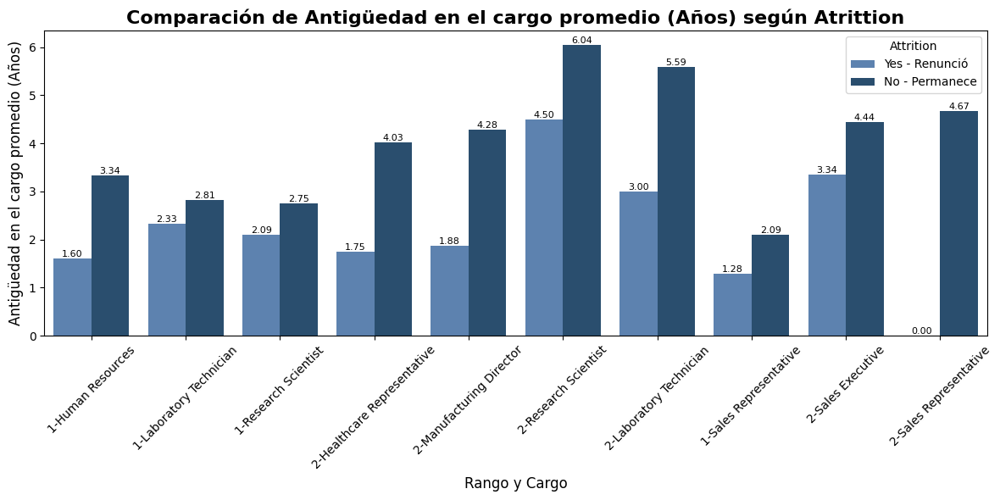 Comparación de Antigüedad en el cargo promedio (Años) según Atrittion
Antigüedad en el cargo promedio (Años)
6
5
4
3
2
1
0
Attrition
Yes - Renunció
No - Permanece
1.60
3.34
2.33
2.81
2.09
2.75
1.75
4.03
1.88
4.28
4.50
6.04
3.00
5.59
1.28
2.09
3.34
4.44
0.00
4.67
1-Human Resources
1-Laboratory Technician
1-Research Scientist
2-Healthcare Representative
2-Manufacturing Director
2-Research Scientist
2-Laboratory Technician
1-Sales Representative
2-Sales Executive
2-Sales Representative
Rango y Cargo